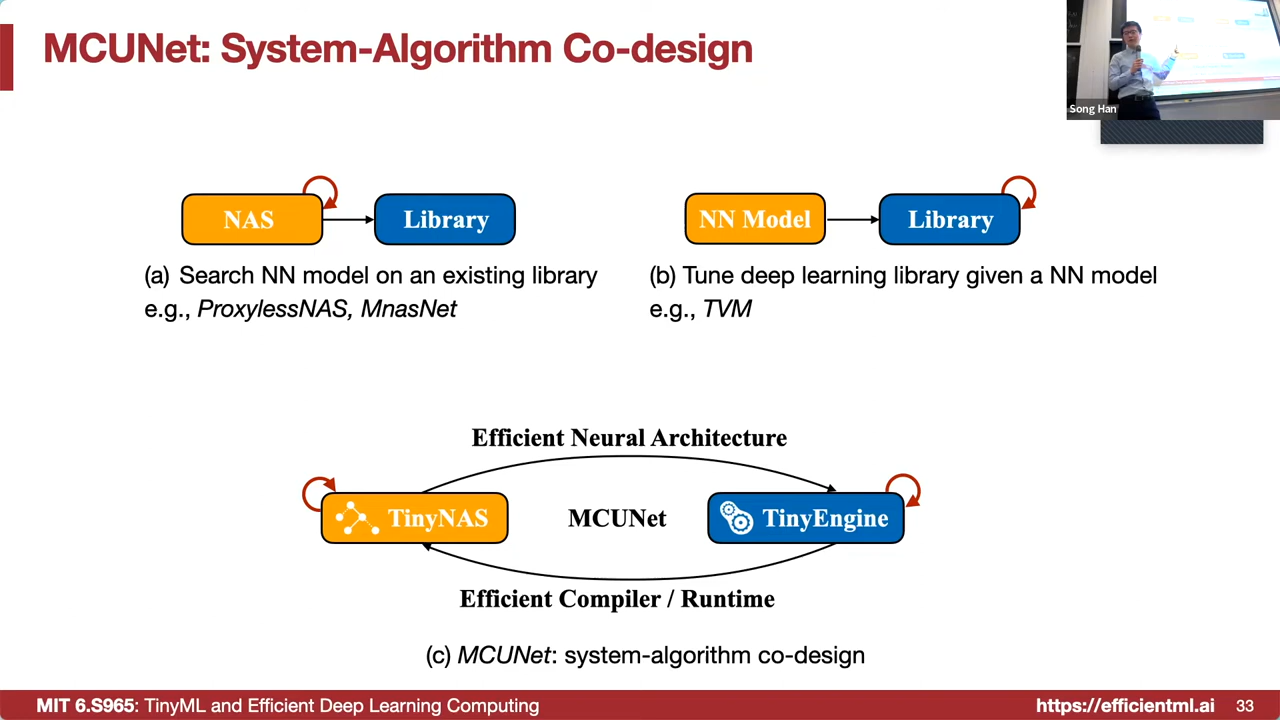 MCUNet: System-Algorithm Co-design
Song Han
NAS
Library
(a) Search NN model on an existing library
e.g., ProxylessNAS, MnasNet
NN Model
Library
(b) Tune deep learning library given a NN model
e.g., TVM
Efficient Neural Architecture
TinyNAS
MCUNet
TinyEngine
Efficient Compiler / Runtime
(c) MCUNet: system-algorithm co-design
MIT 6.S965: TinyML and Efficient Deep Learning Computing
https://efficientml.ai
33